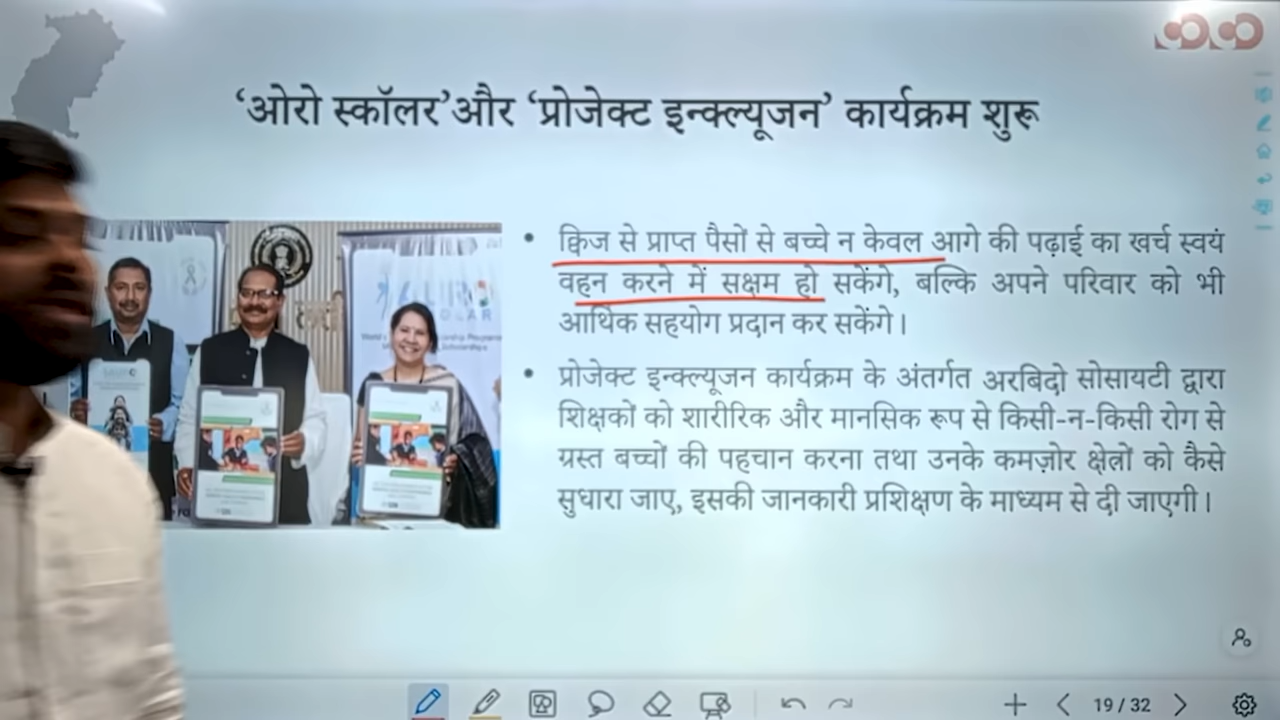 ‘ओरो स्कॉलर’और ‘प्रोजेक्ट इन्क्ल्यूजन’ कार्यक्रम शुरू
• क्विज से प्राप्त पैसों से बच्चे न केवल आगे की पढ़ाई का खर्च स्वयं
वहन करने में सक्षम हो सकेंगे, बल्कि अपने परिवार को भी
आर्थिक सहयोग प्रदान कर सकेंगे।
• प्रोजेक्ट इन्क्ल्यूजन कार्यक्रम के अंतर्गत अरबिदो सोसायटी द्वारा
शिक्षकों को शारीरिक और मानसिक रूप से किसी-न-किसी रोग से
ग्रस्त बच्चों की पहचान करना तथा उनके कमज़ोर क्षेत्रों को कैसे
सुधारा जाए, इसकी जानकारी प्रशिक्षण के माध्यम से दी जाएगी।
19 / 32